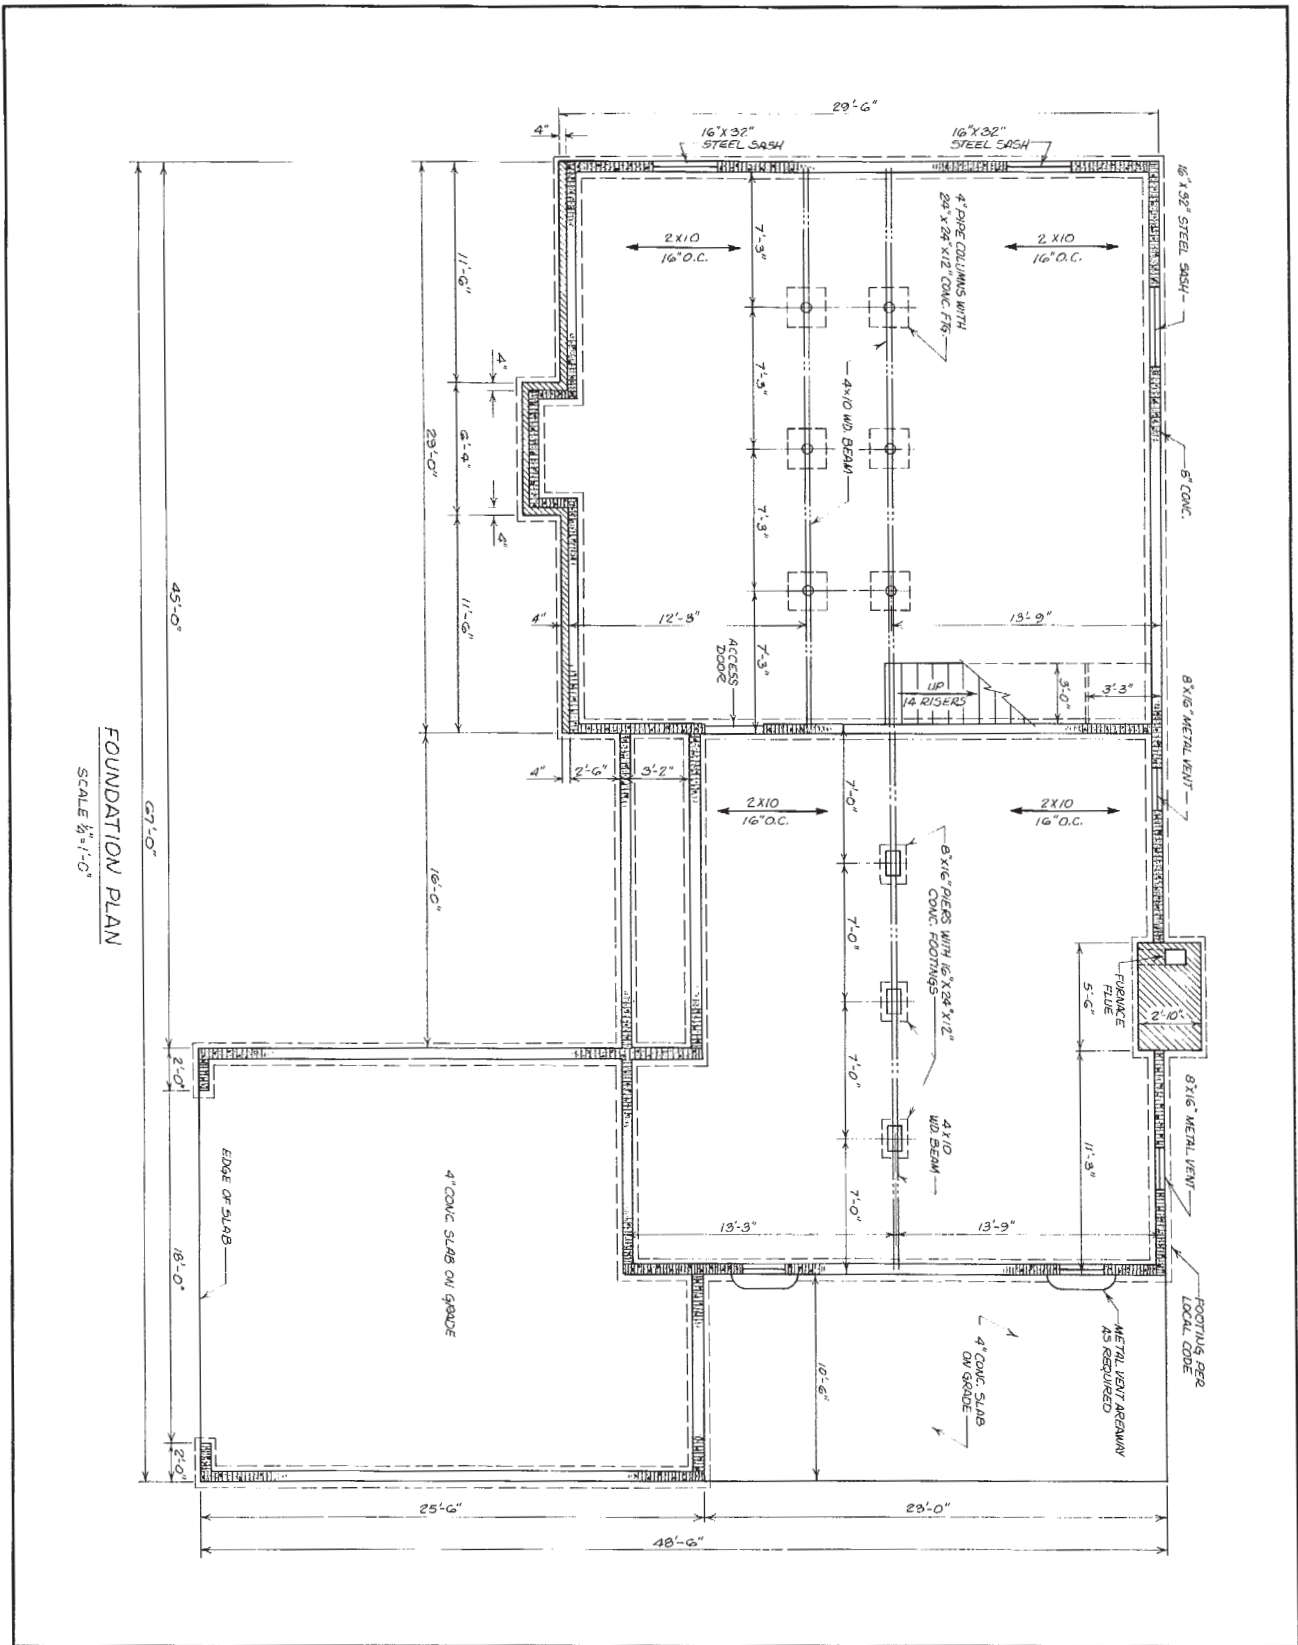 29'-6"
4"
16"X32"
STEEL SASH
16"X32"
STEEL SASH
16"X32" STEEL SASH
4" PIPE COLUMNS WITH
24"X24"X12" CONC. FTG.
2X10
16"O.C.
2X10
16"O.C.
7'-3"
11'-6"
4"
7'-3"
4x10 WD. BEAM
6'-4"
29'-0"
8" CONC.
7'-3"
4"
11'-6"
4"
12'-3"
13'-9"
7'-3"
ACCESS
DOOR
UP
14 RISERS
3'-0"
3'-3"
8"X16" METAL VENT
45'-0"
4"
2'-6"
3'-2"
7'-0"
2X10
16"O.C.
2X10
16"O.C.
FOUNDATION PLAN
67'-0"
16'-0"
7'-0"
8"X16" PIERS WITH 16"X24"X12"
CONC. FOOTINGS
FURNACE
FLUE
5'-6"
2'-10"
2'-0"
7'-0"
4X10
WD. BEAM
11'-3"
8"X16" METAL VENT
EDGE OF SLAB
4" CONC. SLAB ON GRADE
7'-0"
13'-3"
13'-9"
18'-0"
FOOTING PER
LOCAL CODE
METAL VENT AREAWAY
AS REQUIRED
4" CONC. SLAB
ON GRADE
10'-6"
2'-0"
25'-6"
23'-0"
48'-6"